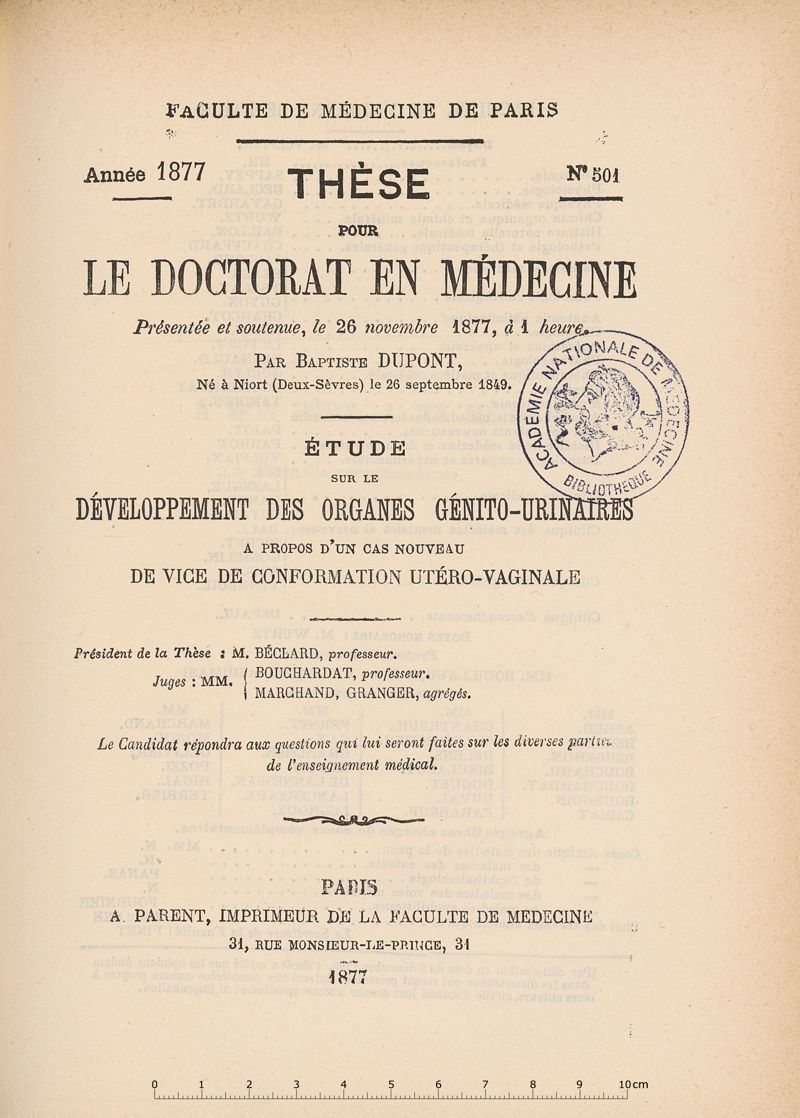 FACULTE DE MÉDECINE DE PARIS
Année 1877
THÈSE
N° 501
POUR
LE DOCTORAT EN MÉDECINE
Présentée et soutenue, le 26 novembre 1877, à 1 heure.
PAR BAPTISTE DUPONT,
Né à Niort (Deux-Sèvres) le 26 septembre 1849.
ACADÉMIE NATIONALE DE MÉDECINE
BIBLIOTHÈQUE
ÉTUDE
SUR LE
DÉVELOPPEMENT DES ORGANES GÉNITO-URINAIRES
A PROPOS D'UN CAS NOUVEAU
DE VICE DE CONFORMATION UTÉRO-VAGINALE
Président de la Thèse : M. BÉCLARD, professeur.
Juges : MM. { BOUCHARDAT, professeur.
MARCHAND, GRANGER, agrégés.
Le Candidat répondra aux questions qui lui seront faites sur les diverses parties
de l'enseignement médical.
PARIS
A. PARENT, IMPRIMEUR DE LA FACULTE DE MEDECINE
31, RUE MONSIEUR-LE-PRINCE, 31
1877
0 1 2 3 4 5 6 7 8 9 10 cm